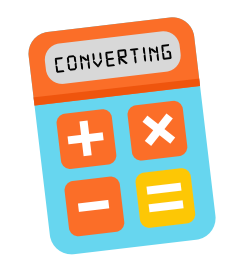 CONVERTING
+ ×
− =